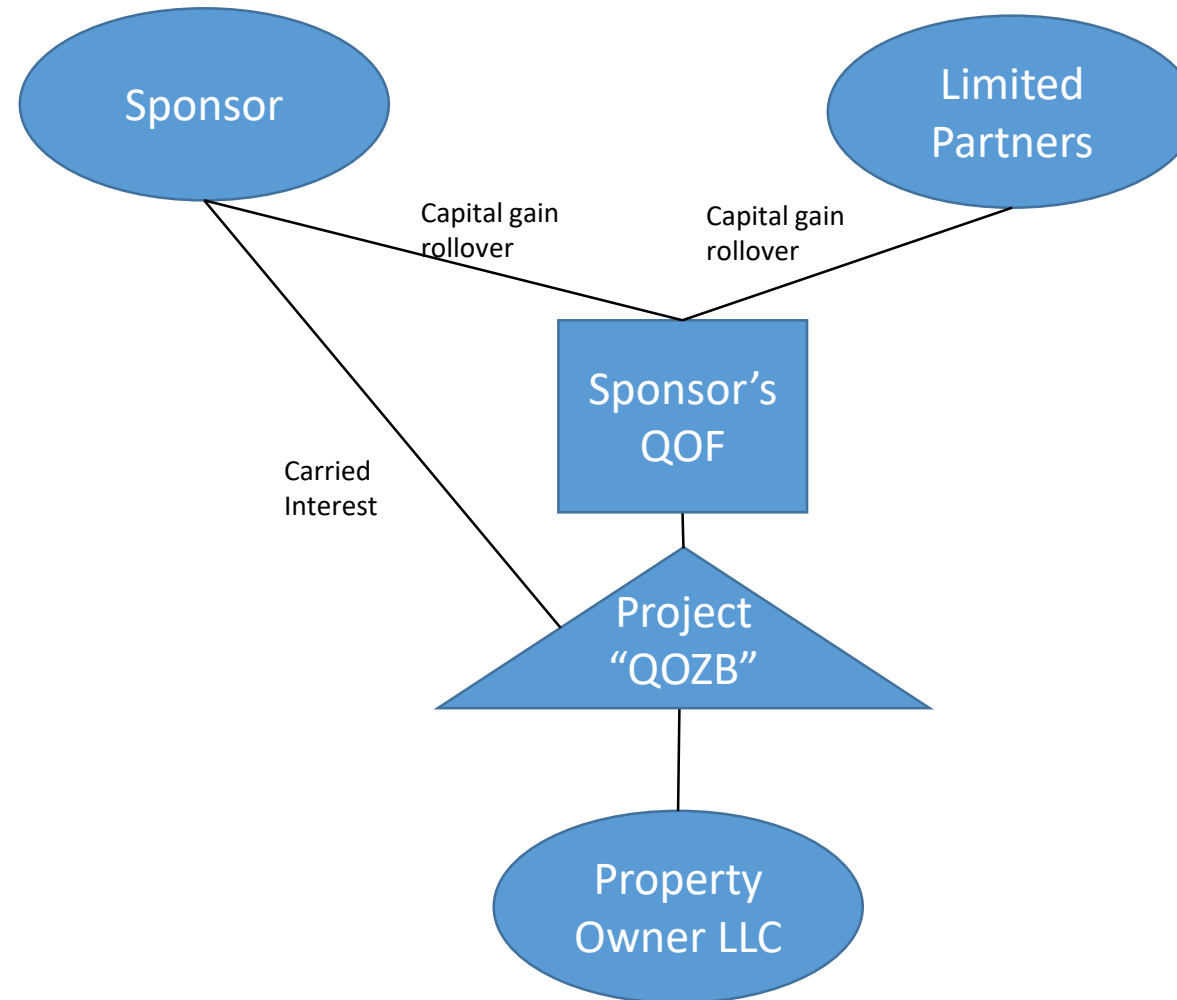 Sponsor
Limited
Partners
Capital gain
rollover
Capital gain
rollover
Sponsor’s
QOF
Carried
Interest
Project
“QOZB”
Property
Owner LLC